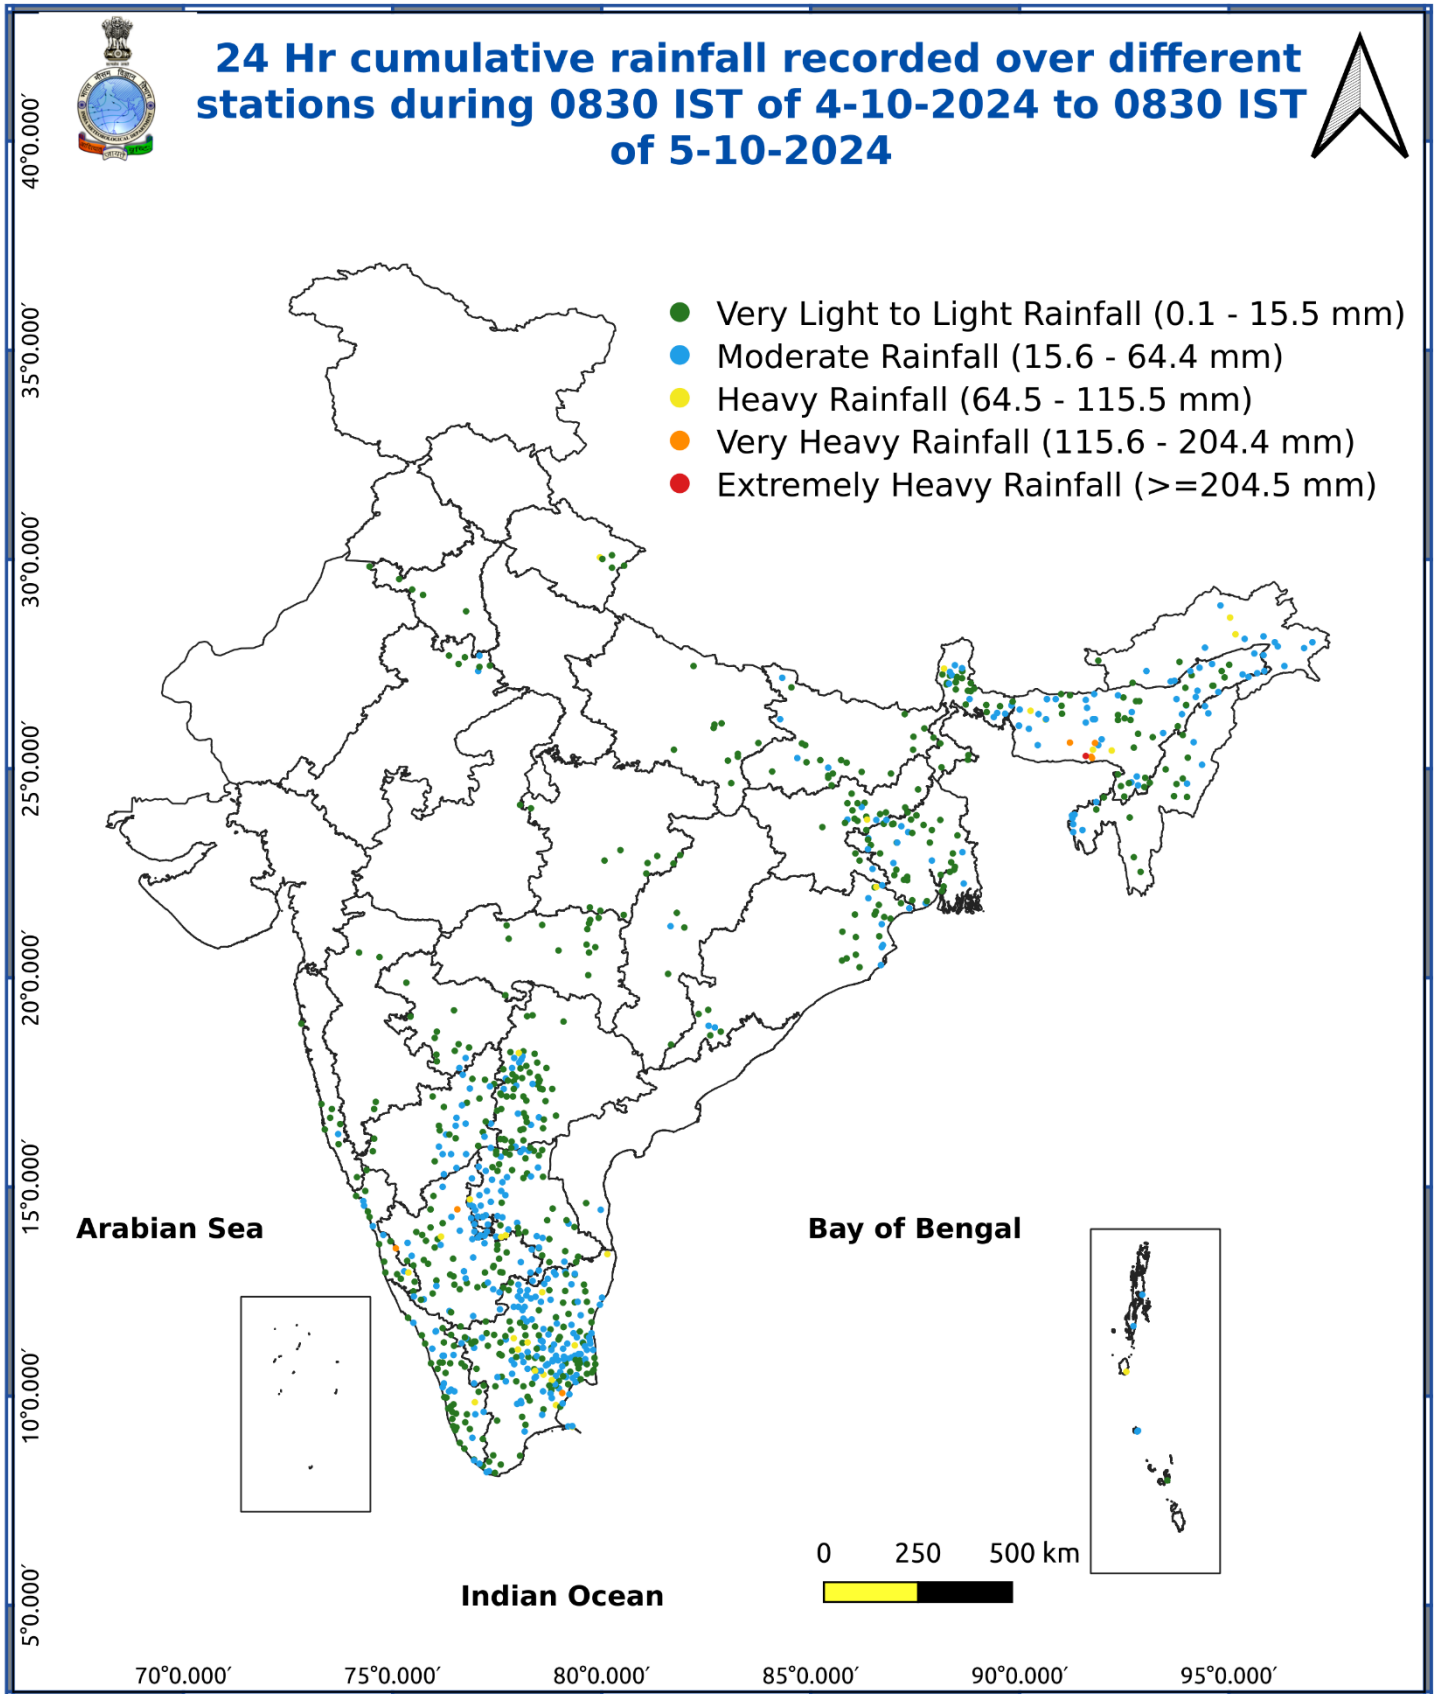 24 Hr cumulative rainfall recorded over different
stations during 0830 IST of 4-10-2024 to 0830 IST
of 5-10-2024
Very Light to Light Rainfall (0.1 - 15.5 mm)
Moderate Rainfall (15.6 - 64.4 mm)
Heavy Rainfall (64.5 - 115.5 mm)
Very Heavy Rainfall (115.6 - 204.4 mm)
Extremely Heavy Rainfall (>=204.5 mm)
40°0.000′
35°0.000′
30°0.000′
25°0.000′
20°0.000′
15°0.000′
10°0.000′
5°0.000′
Arabian Sea
Bay of Bengal
Indian Ocean
0 250 500 km
70°0.000′ 75°0.000′ 80°0.000′ 85°0.000′ 90°0.000′ 95°0.000′